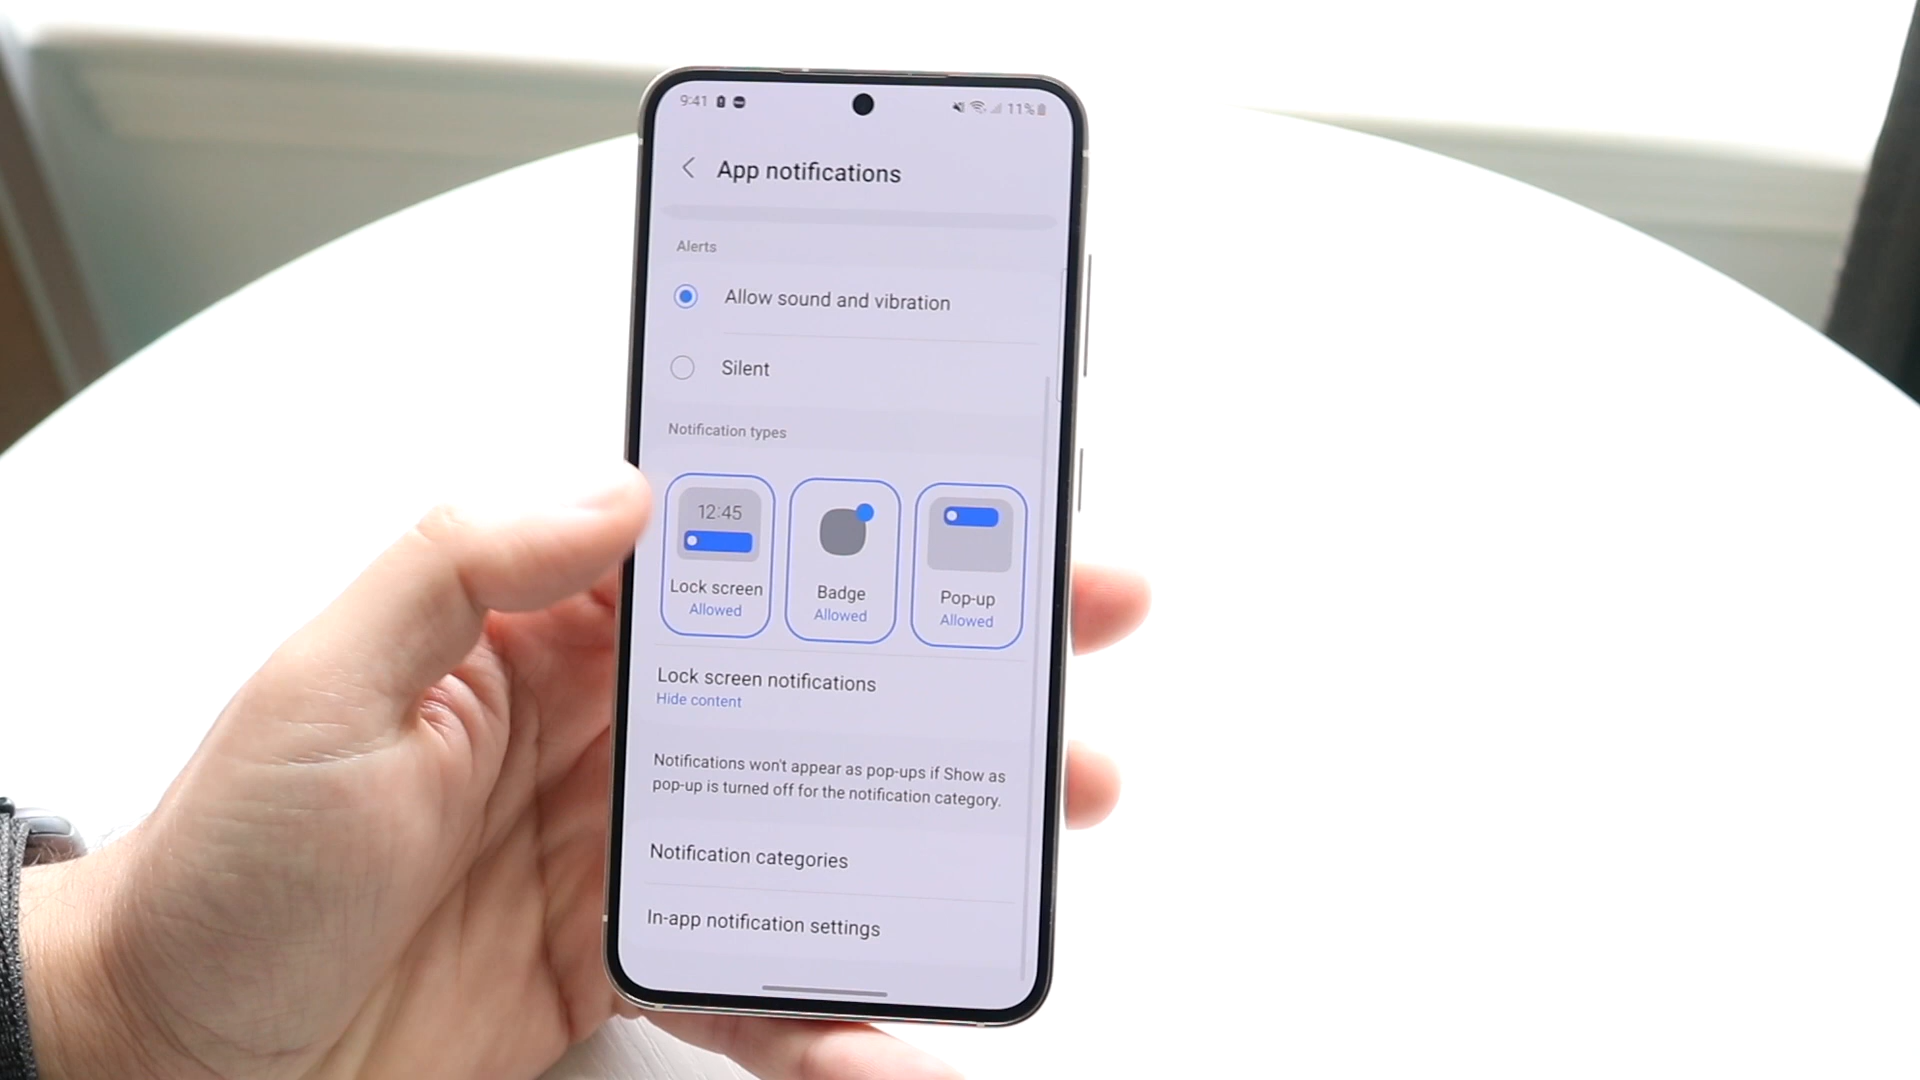 9:41
11%
App notifications
Alerts
Allow sound and vibration
Silent
Notification types
12:45
Lock screen
Allowed
Badge
Allowed
Pop-up
Allowed
Lock screen notifications
Hide content
Notifications won't appear as pop-ups if Show as
pop-up is turned off for the notification category.
Notification categories
In-app notification settings